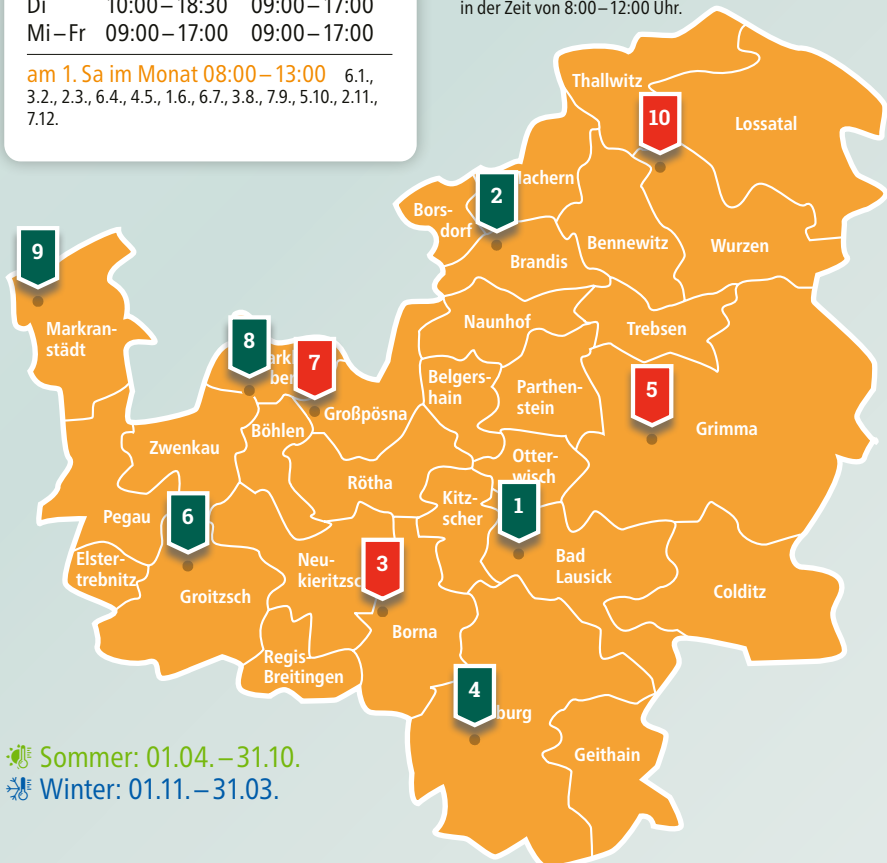 Di 10:00–18:30 09:00–17:00
Mi–Fr 09:00–17:00 09:00–17:00
am 1. Sa im Monat 08:00–13:00 6.1.,
3.2., 2.3., 6.4., 4.5., 1.6., 6.7., 3.8., 7.9., 5.10., 2.11.,
7.12.
in der Zeit von 8:00–12:00 Uhr.
Thallwitz
10
Lossatal
achern
2
Bors-
dorf
Bennewitz
Wurzen
9
Brandis
Markran-
städt
Naunhof
Trebsen
8
7
Belgers-
hain
Parthen-
stein
5
Großpösna
Grimma
Böhlen
Zwenkau
Otter-
wisch
Rötha
Kitz-
scher
1
Pegau
6
Elster-
trebnitz
Neu-
kieritzsc
3
Bad
Lausick
Groitzsch
Colditz
Borna
Regis-
Breitingen
4
burg
Geithain
Sommer: 01.04.–31.10.
Winter: 01.11.–31.03.